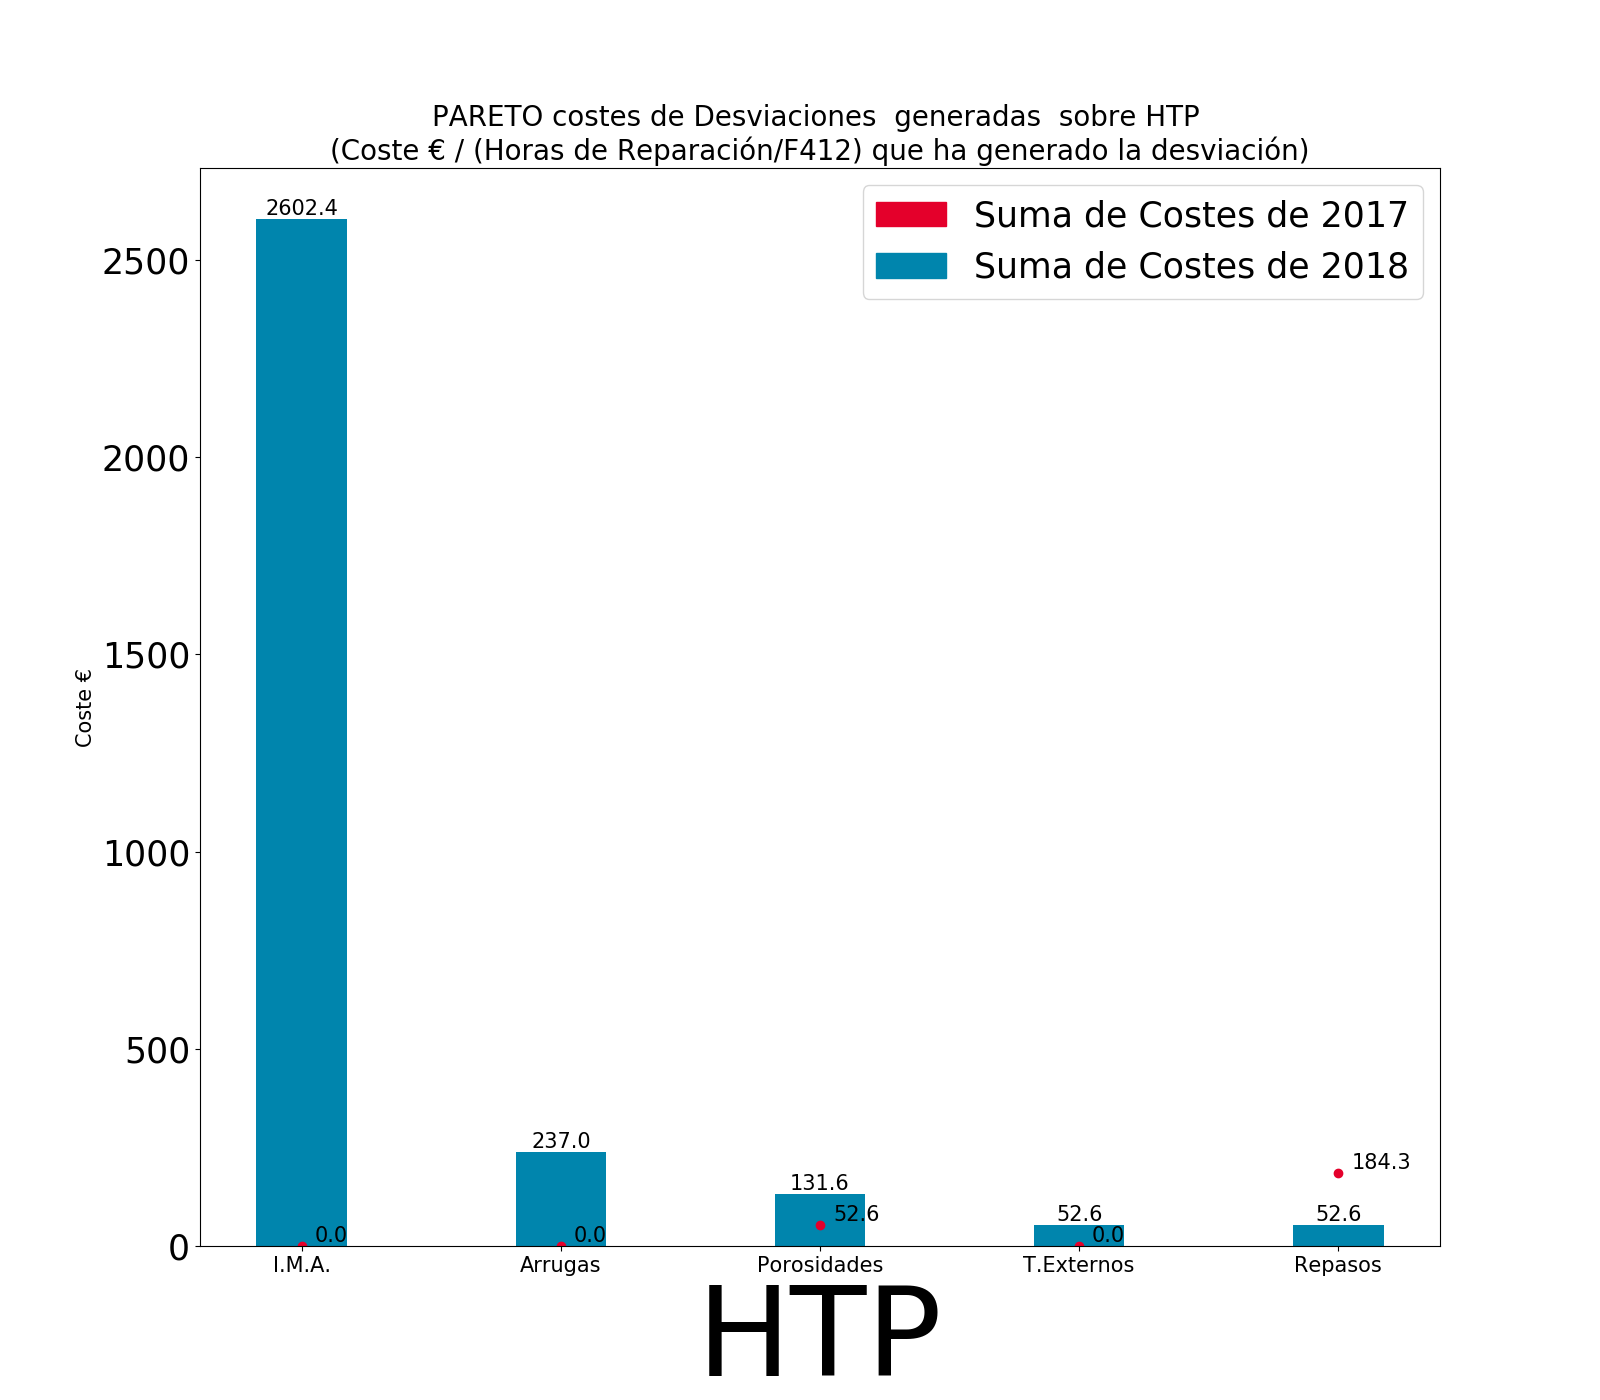 PARETO costes de Desviaciones  generadas  sobre HTP
(Coste € / (Horas de Reparación/F412) que ha generado la desviación)
Suma de Costes de 2017
Suma de Costes de 2018
Coste €
2500
2000
1500
1000
500
0
2602.4
0.0
237.0
0.0
131.6
52.6
52.6
0.0
184.3
52.6
I.M.A.
Arrugas
Porosidades
T.Externos
Repasos
HTP